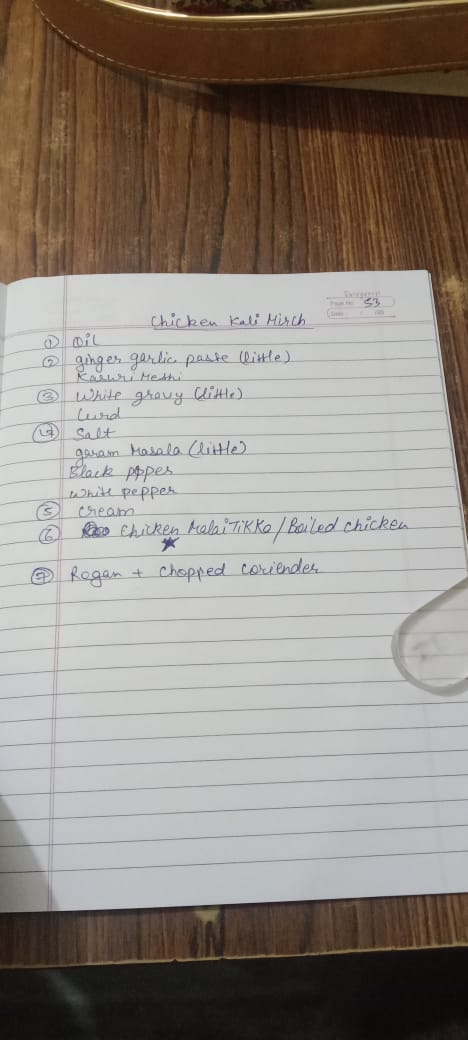 Page No. 53
Date: / /20
Chicken Kali Mirch
① Oil
② ginger garlic paste (little)
Kasuri Methi
③ White gravy (little)
Curd
④ Salt
garam Masala (little)
Black pepper
white pepper
⑤ Cream
⑥ Chicken Malai Tikka / Boiled chicken
⑦ Rogan + chopped coriender